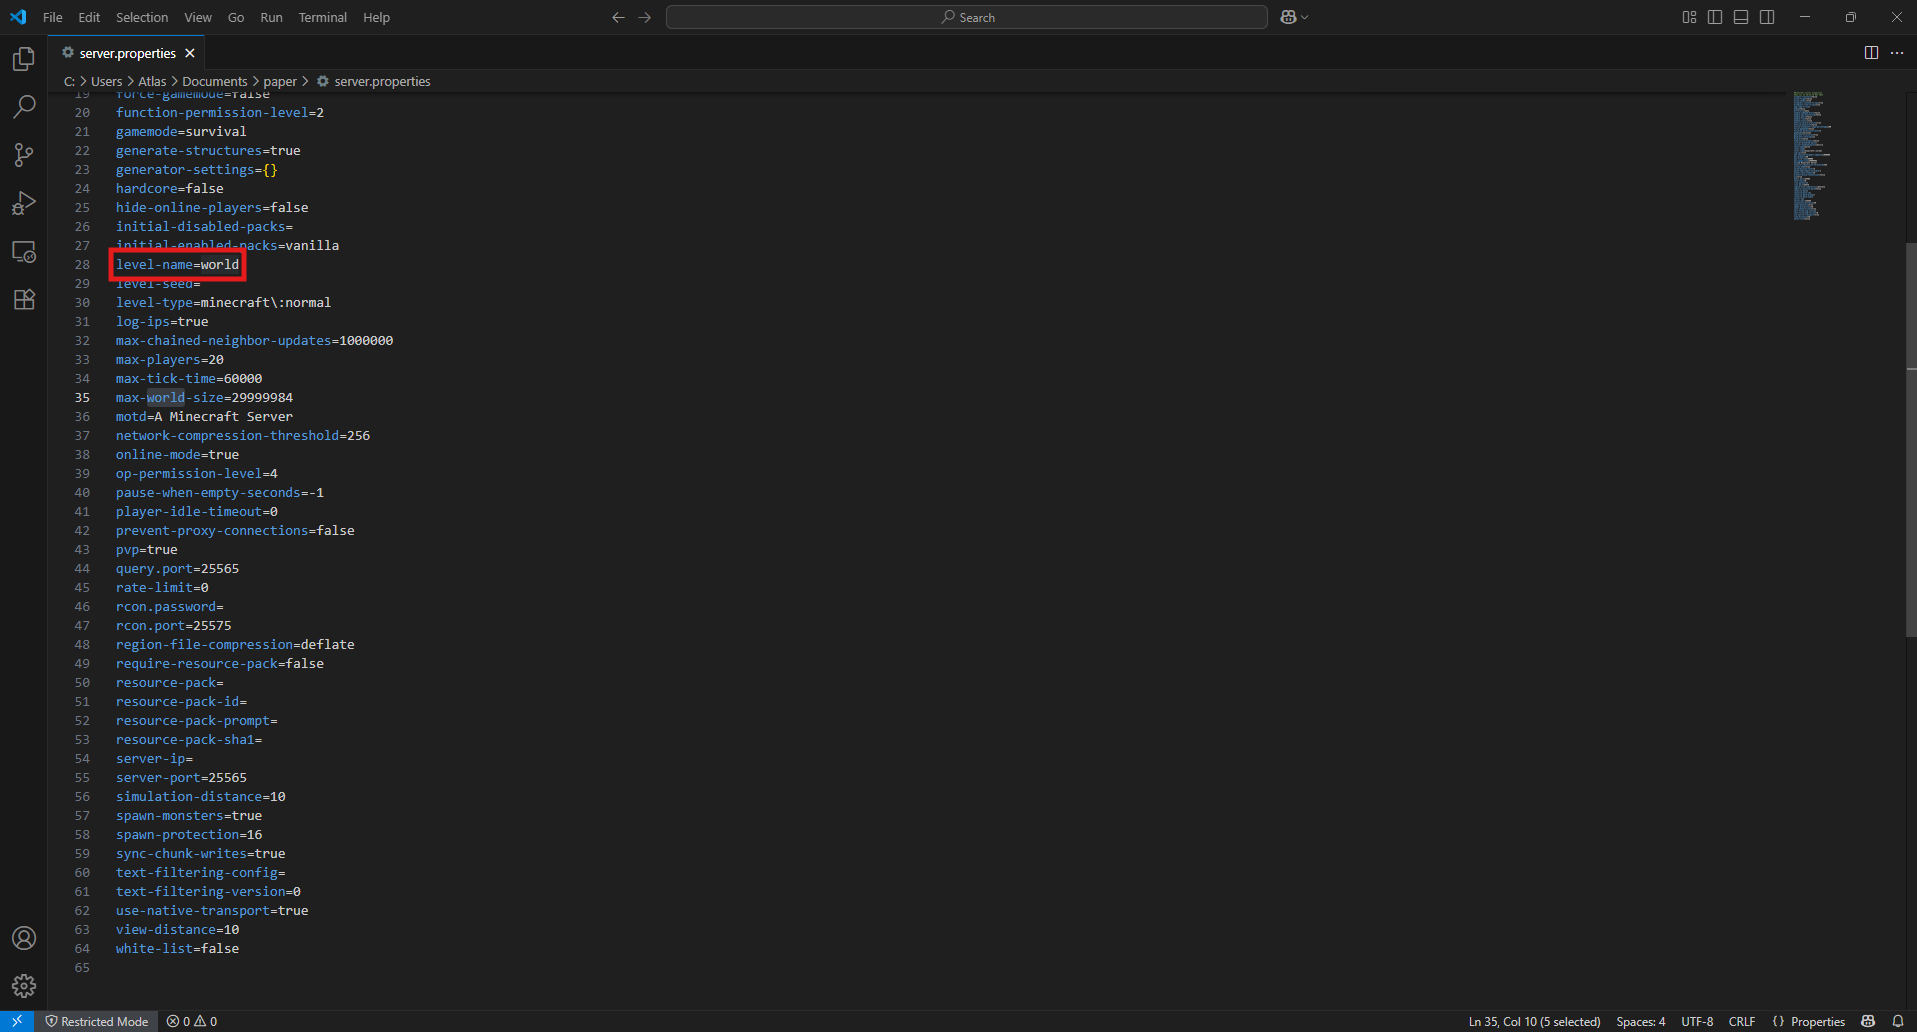 File Edit Selection View Go Run Terminal Help
Search
server.properties
C: > Users > Atlas > Documents > paper > server.properties
19 force-gamemode=false
20 function-permission-level=2
21 gamemode=survival
22 generate-structures=true
23 generator-settings={}
24 hardcore=false
25 hide-online-players=false
26 initial-disabled-packs=
27 initial-enabled-packs=vanilla
28 level-name=world
29 level-seed=
30 level-type=minecraft\:normal
31 log-ips=true
32 max-chained-neighbor-updates=1000000
33 max-players=20
34 max-tick-time=60000
35 max-world-size=29999984
36 motd=A Minecraft Server
37 network-compression-threshold=256
38 online-mode=true
39 op-permission-level=4
40 pause-when-empty-seconds=-1
41 player-idle-timeout=0
42 prevent-proxy-connections=false
43 pvp=true
44 query.port=25565
45 rate-limit=0
46 rcon.password=
47 rcon.port=25575
48 region-file-compression=deflate
49 require-resource-pack=false
50 resource-pack=
51 resource-pack-id=
52 resource-pack-prompt=
53 resource-pack-sha1=
54 server-ip=
55 server-port=25565
56 simulation-distance=10
57 spawn-monsters=true
58 spawn-protection=16
59 sync-chunk-writes=true
60 text-filtering-config=
61 text-filtering-version=0
62 use-native-transport=true
63 view-distance=10
64 white-list=false
65
Restricted Mode 0 0 Ln 35, Col 10 (5 selected) Spaces: 4 UTF-8 CRLF {} Properties